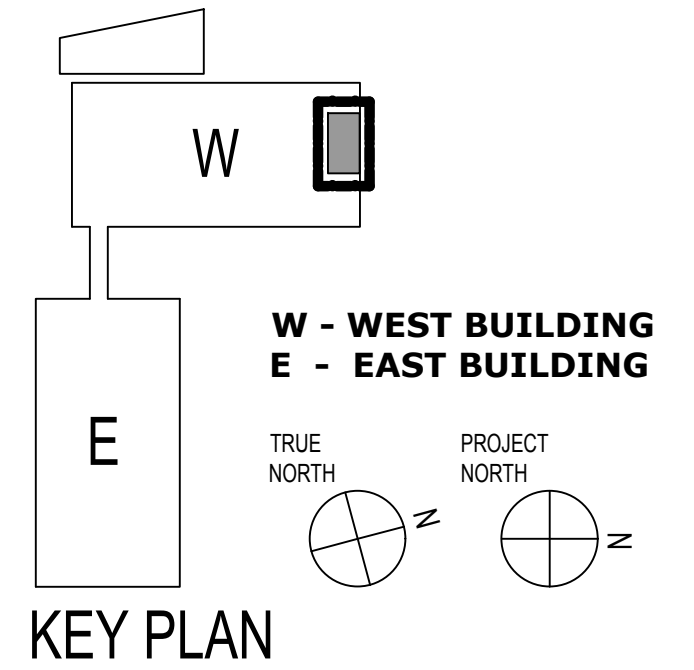 W
W - WEST BUILDING
E - EAST BUILDING
E
TRUE
NORTH
PROJECT
NORTH
N
N
KEY PLAN